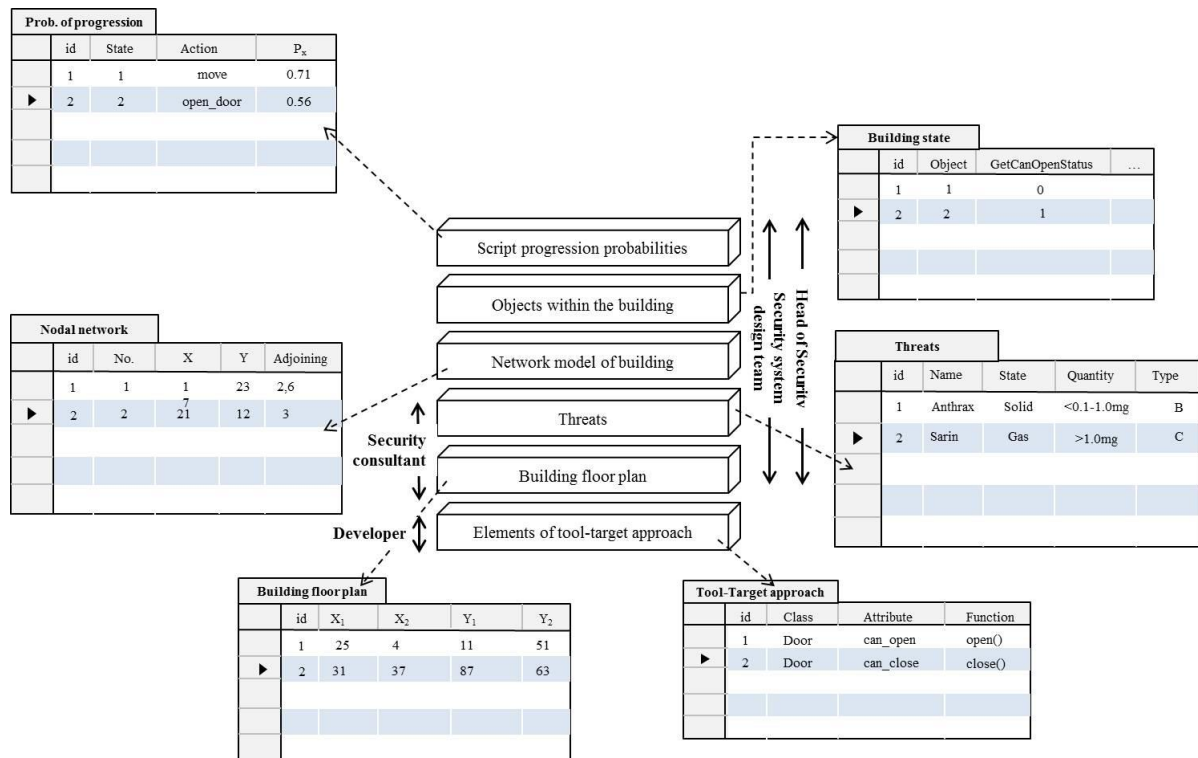 Prob. of progression
id State Action Px
1 1 move 0.71
2 2 open_door 0.56
Building state
id Object GetCanOpenStatus ...
1 1 0
2 2 1
Script progression probabilities
Objects within the building
Network model of building
Threats
Building floor plan
Elements of tool-target approach
Security system
design team
Head of Security
Security
consultant
Developer
Nodal network
id No. X Y Adjoining
1 1 1 23 2,6
7
2 2 21 12 3
Threats
id Name State Quantity Type
1 Anthrax Solid <0.1-1.0mg B
2 Sarin Gas >1.0mg C
Building floor plan
id X1 X2 Y1 Y2
1 25 4 11 51
2 31 37 87 63
Tool-Target approach
id Class Attribute Function
1 Door can_open open()
2 Door can_close close()